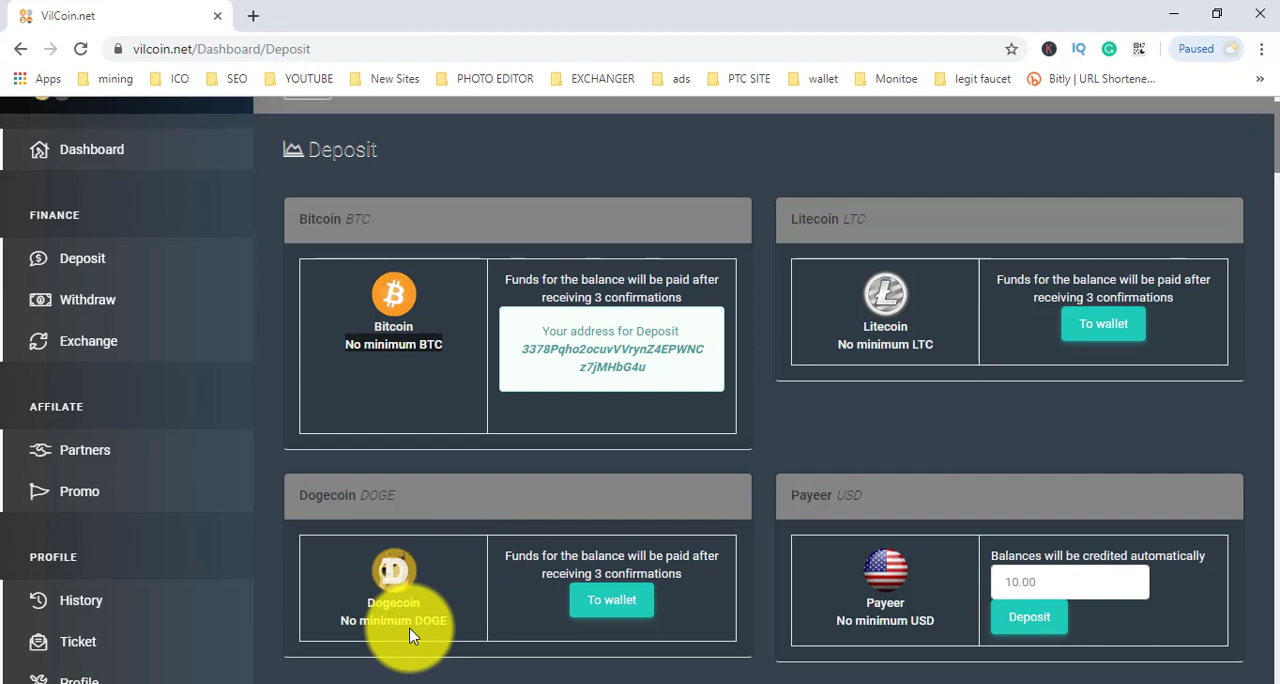 VilCoin.net
vilcoin.net/Dashboard/Deposit
Paused
Apps
mining
ICO
SEO
YOUTUBE
New Sites
PHOTO EDITOR
EXCHANGER
ads
PTC SITE
wallet
Monitoe
legit faucet
Bitly | URL Shortene...
Dashboard
FINANCE
Deposit
Withdraw
Exchange
AFFILATE
Partners
Promo
PROFILE
History
Ticket
Profile
Deposit
Bitcoin BTC
Bitcoin
No minimum BTC
Funds for the balance will be paid after
receiving 3 confirmations
Your address for Deposit
3378Pqho2ocuvVVrynZ4EPWNC
z7jMHbG4u
Litecoin LTC
Litecoin
No minimum LTC
Funds for the balance will be paid after
receiving 3 confirmations
To wallet
Dogecoin DOGE
Dogecoin
No minimum DOGE
Funds for the balance will be paid after
receiving 3 confirmations
To wallet
Payeer USD
Payeer
No minimum USD
Balances will be credited automatically
10.00
Deposit